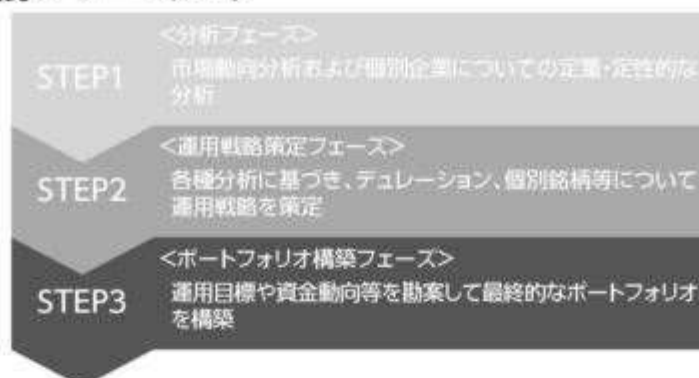 STEP1
<分析フェーズ>
市場動向分析および個別企業についての定量・定性的な
分析
STEP2
<運用戦略策定フェーズ>
各種分析に基づき、デュレーション、個別銘柄等について
運用戦略を策定
STEP3
<ポートフォリオ構築フェーズ>
運用目標や資金動向等を勘案して最終的なポートフォリオ
を構築